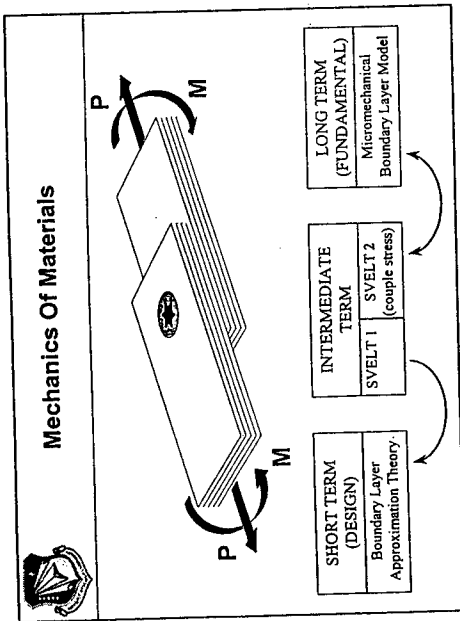 Mechanics Of Materials
P
M
P
M
SHORT TERM
(DESIGN)
Boundary Layer
Approximation Theory.
INTERMEDIATE
TERM
SVELT 1
SVELT 2
(couple stress)
LONG TERM
(FUNDAMENTAL)
Micromechanical
Boundary Layer Model